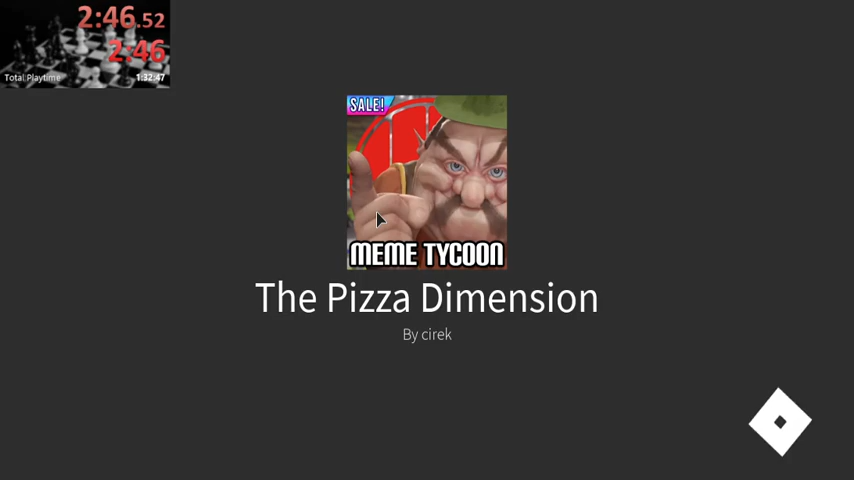 2:46.52
2:46
Total Playtime 1:32:47
SALE!
MEME TYCOON
The Pizza Dimension
By cirek